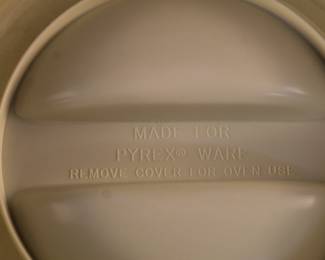 MADE FOR
PYREX® WARE
REMOVE COVER FOR OVEN USE